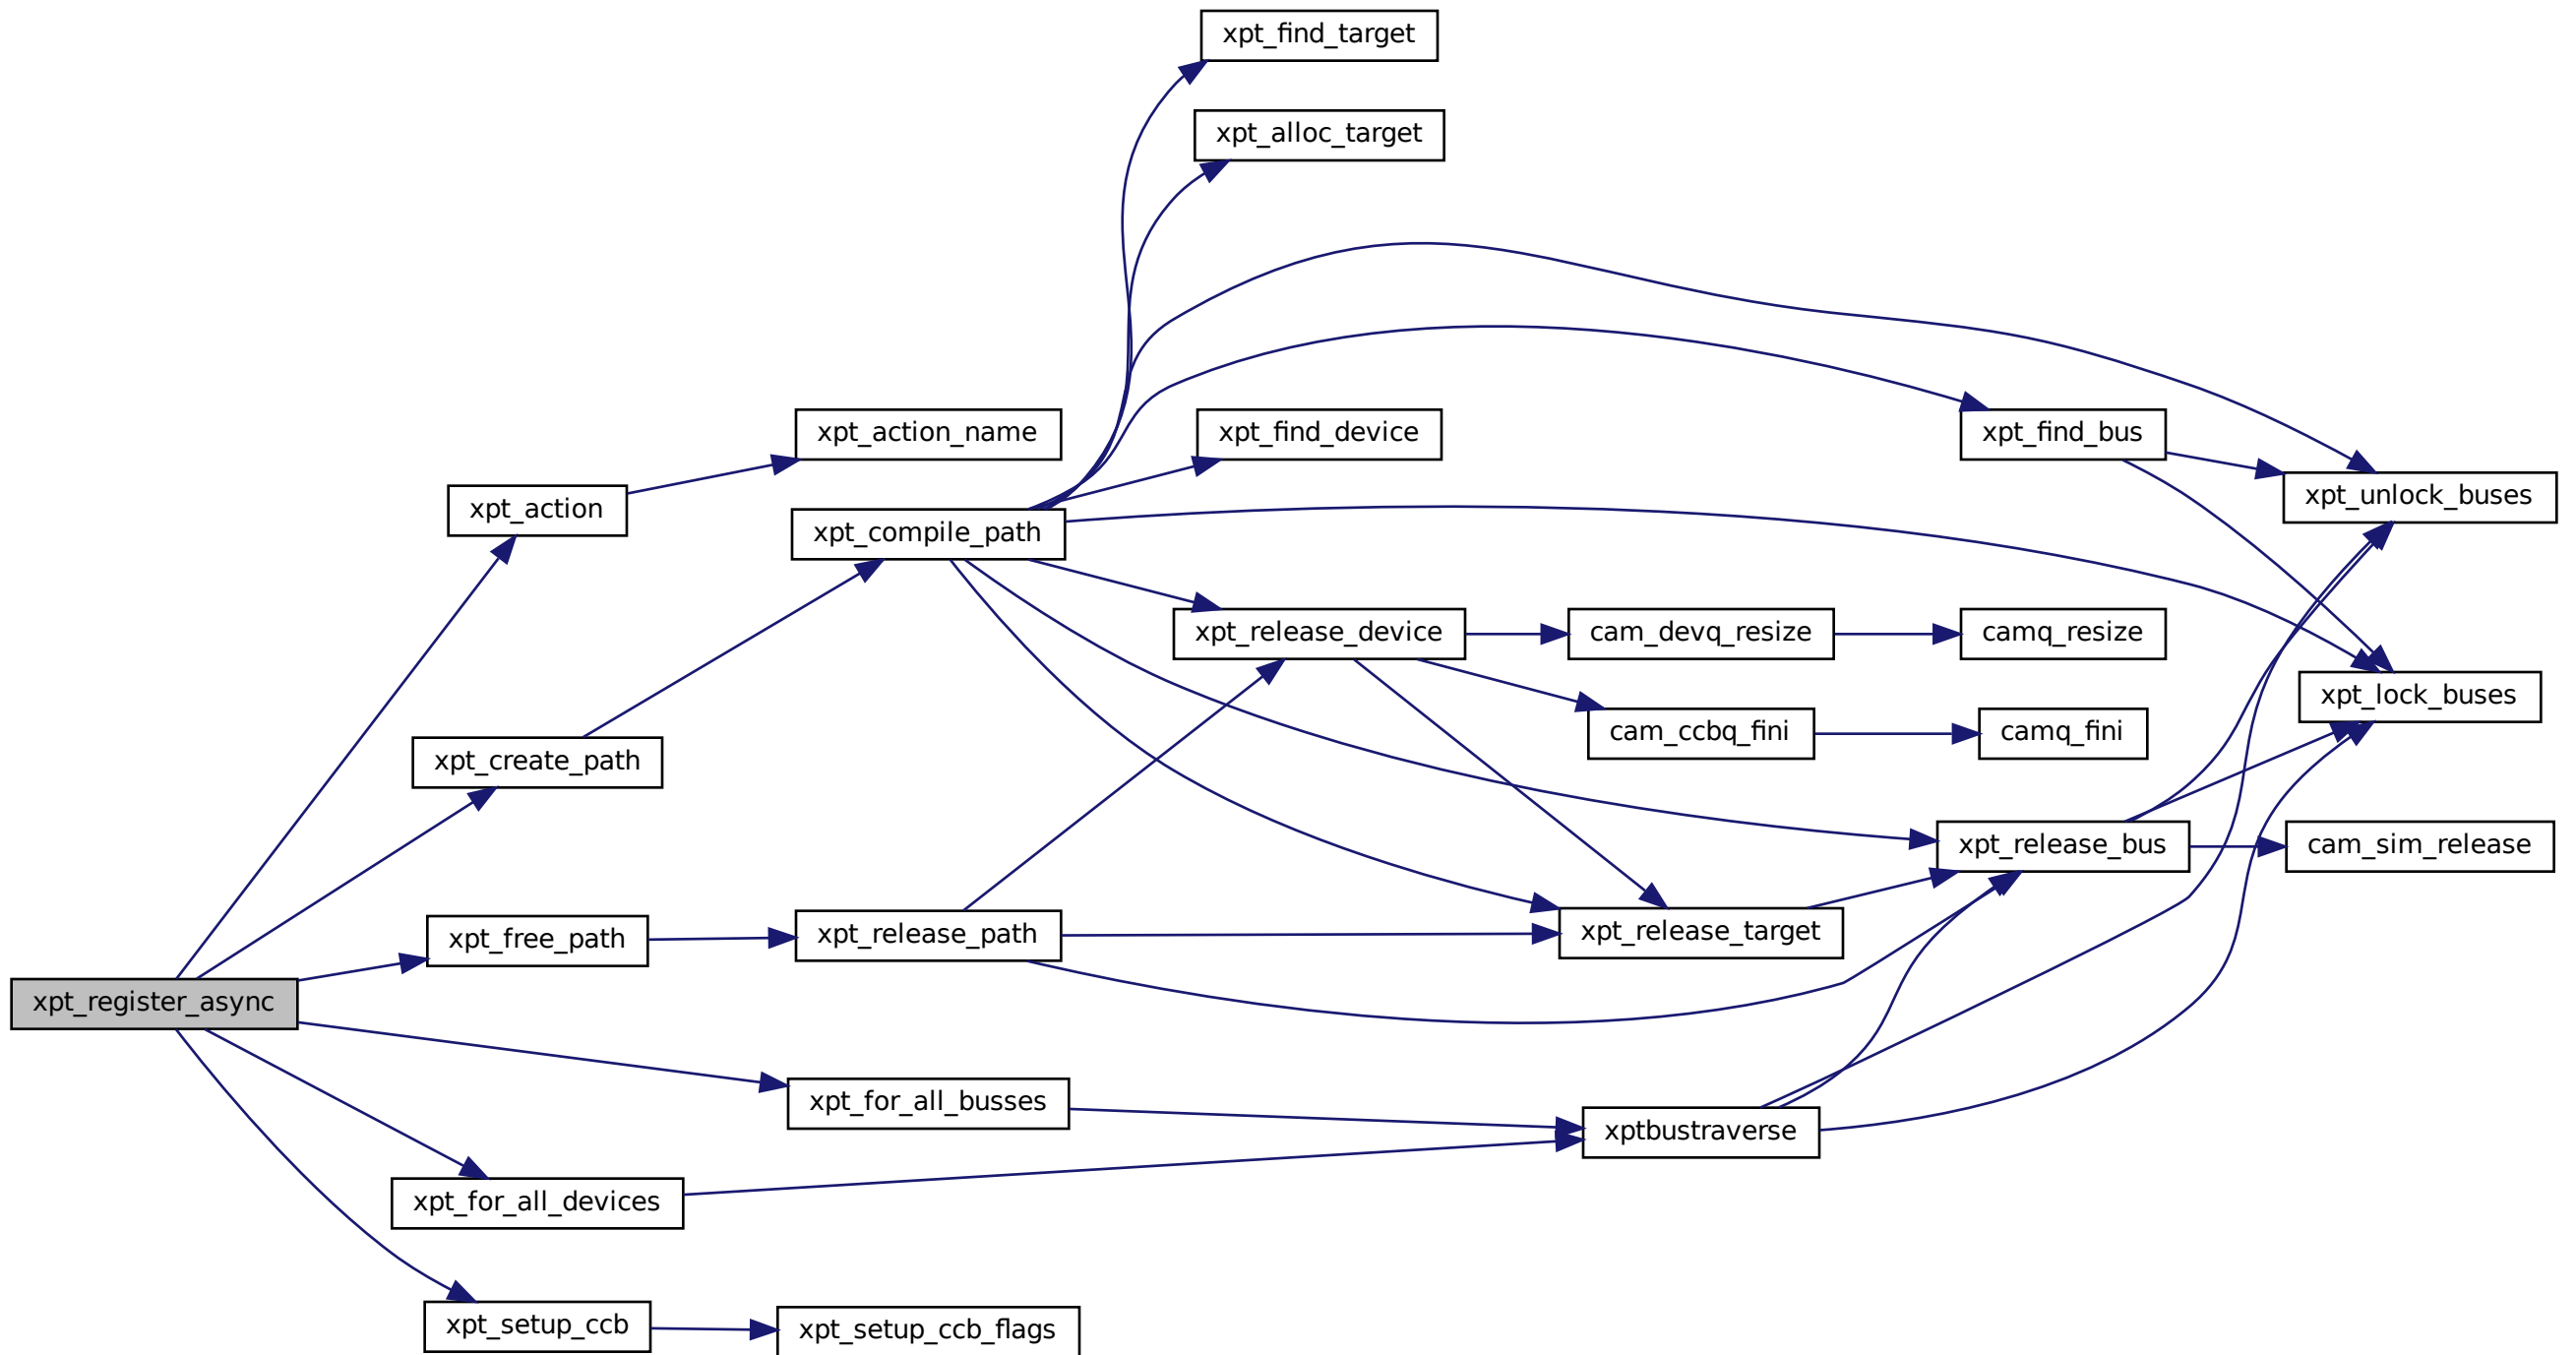 xpt_find_target
xpt_alloc_target
xpt_action_name
xpt_find_device
xpt_find_bus
xpt_unlock_buses
xpt_action
xpt_compile_path
xpt_release_device
cam_devq_resize
camq_resize
xpt_lock_buses
cam_ccbq_fini
camq_fini
xpt_create_path
xpt_release_bus
cam_sim_release
xpt_free_path
xpt_release_path
xpt_release_target
xpt_register_async
xpt_for_all_busses
xptbustraverse
xpt_for_all_devices
xpt_setup_ccb
xpt_setup_ccb_flags